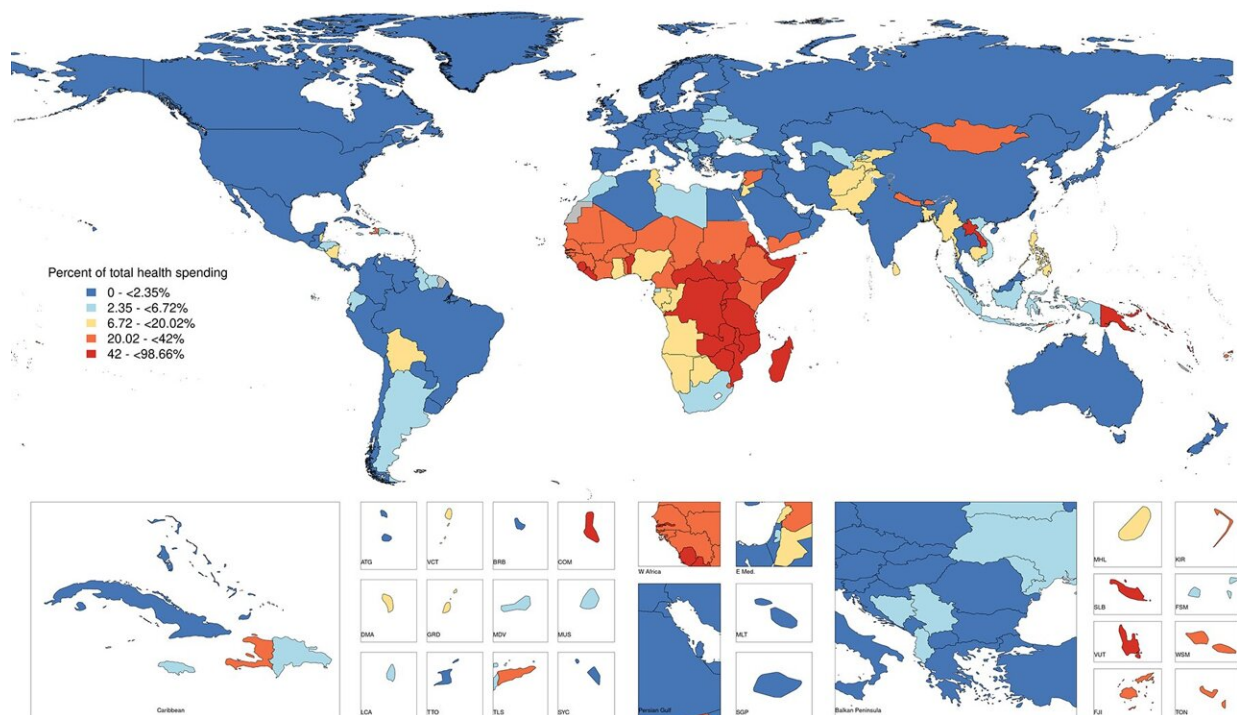 Percent of total health spending
0 - <2.35%
2.35 - <6.72%
6.72 - <20.02%
20.02 - <42%
42 - <98.66%
Caribbean
ATG
VCT
BRB
COM
DMA
GRD
MDV
MUS
LCA
TTO
TLS
SYC
W Africa
E Med.
Persian Gulf
MLT
SGP
Balkan Peninsula
MHL
KIR
SLB
FSM
VUT
WSM
FJI
TON